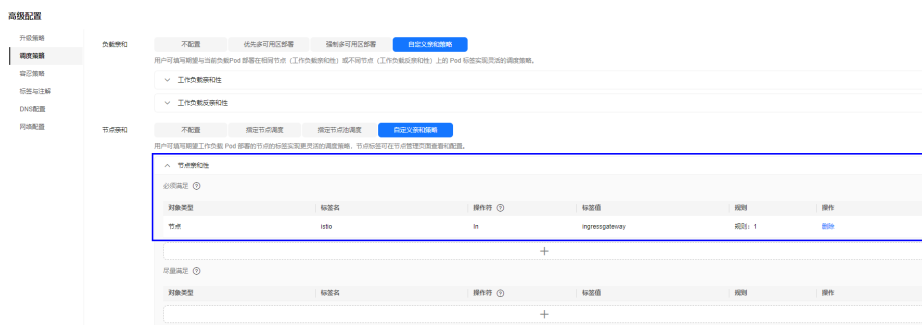 高级配置
升级策略
调度策略
容忍策略
标签与注解
DNS配置
网络配置
负载亲和
不配置 优先多可用区部署 强制多可用区部署 自定义亲和策略
用户可填写期望与当前负载Pod 部署在相同节点（工作负载亲和性）或不同节点（工作负载反亲和性）上的 Pod 标签实现灵活的调度策略。
工作负载亲和性
工作负载反亲和性
节点亲和
不配置 指定节点调度 指定节点池调度 自定义亲和策略
用户可填写期望工作负载 Pod 部署的节点的标签实现更灵活的调度策略，节点标签可在节点管理页面查看和配置。
节点亲和性
必须满足 ?
对象类型 标签名 操作符 ? 标签值 规则 操作
节点 istio In ingressgateway 规则：1 删除
+
尽量满足 ?
对象类型 标签名 操作符 ? 标签值 规则 操作
+